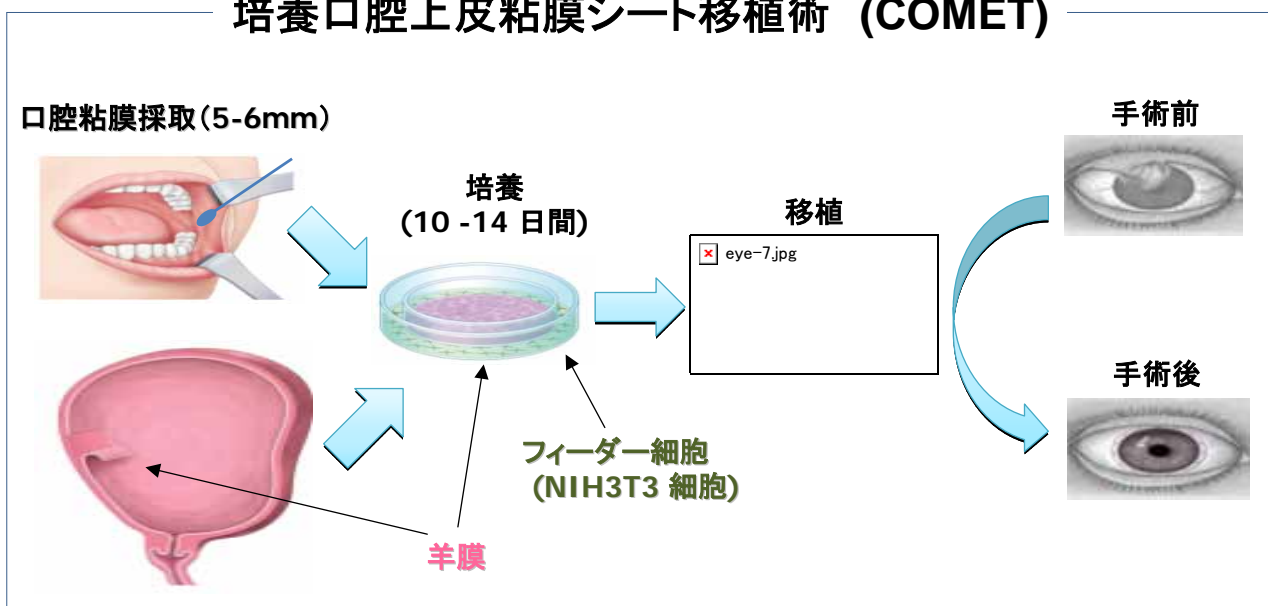 培養口腔上皮粘膜シート移植術 (COMET)
口腔粘膜採取(5-6mm)
培養
(10 -14 日間)
移植
eye-7.jpg
手術前
手術後
フィーダー細胞
(NIH3T3 細胞)
羊膜